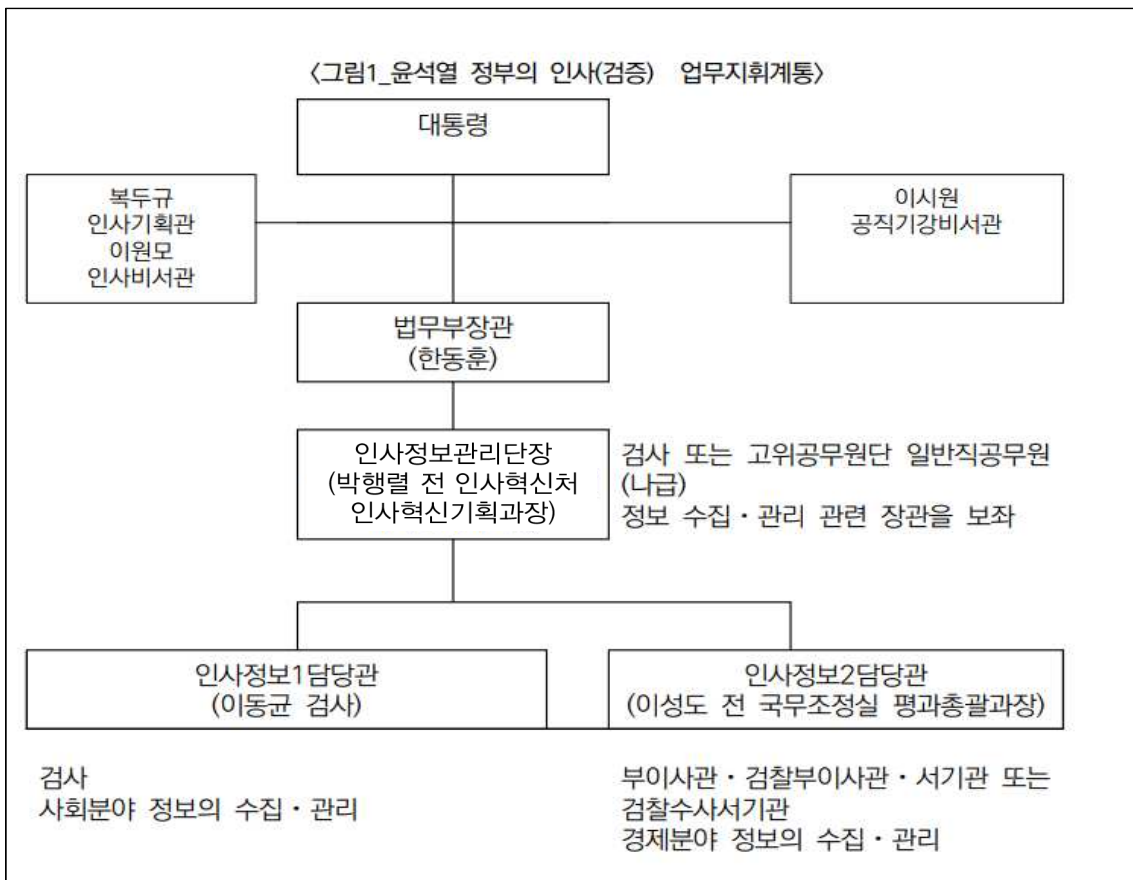 〈그림1_윤석열 정부의 인사(검증) 업무지휘계통〉
대통령
복두규
인사기획관
이원모
인사비서관
이시원
공직기강비서관
법무부장관
(한동훈)
인사정보관리단장
(박행렬 전 인사혁신처
인사혁신기획과장)
검사 또는 고위공무원단 일반직공무원
(나급)
정보 수집・관리 관련 장관을 보좌
인사정보1담당관
(이동균 검사)
인사정보2담당관
(이성도 전 국무조정실 평과총괄과장)
검사
사회분야 정보의 수집・관리
부이사관・검찰부이사관・서기관 또는
검찰수사서기관
경제분야 정보의 수집・관리